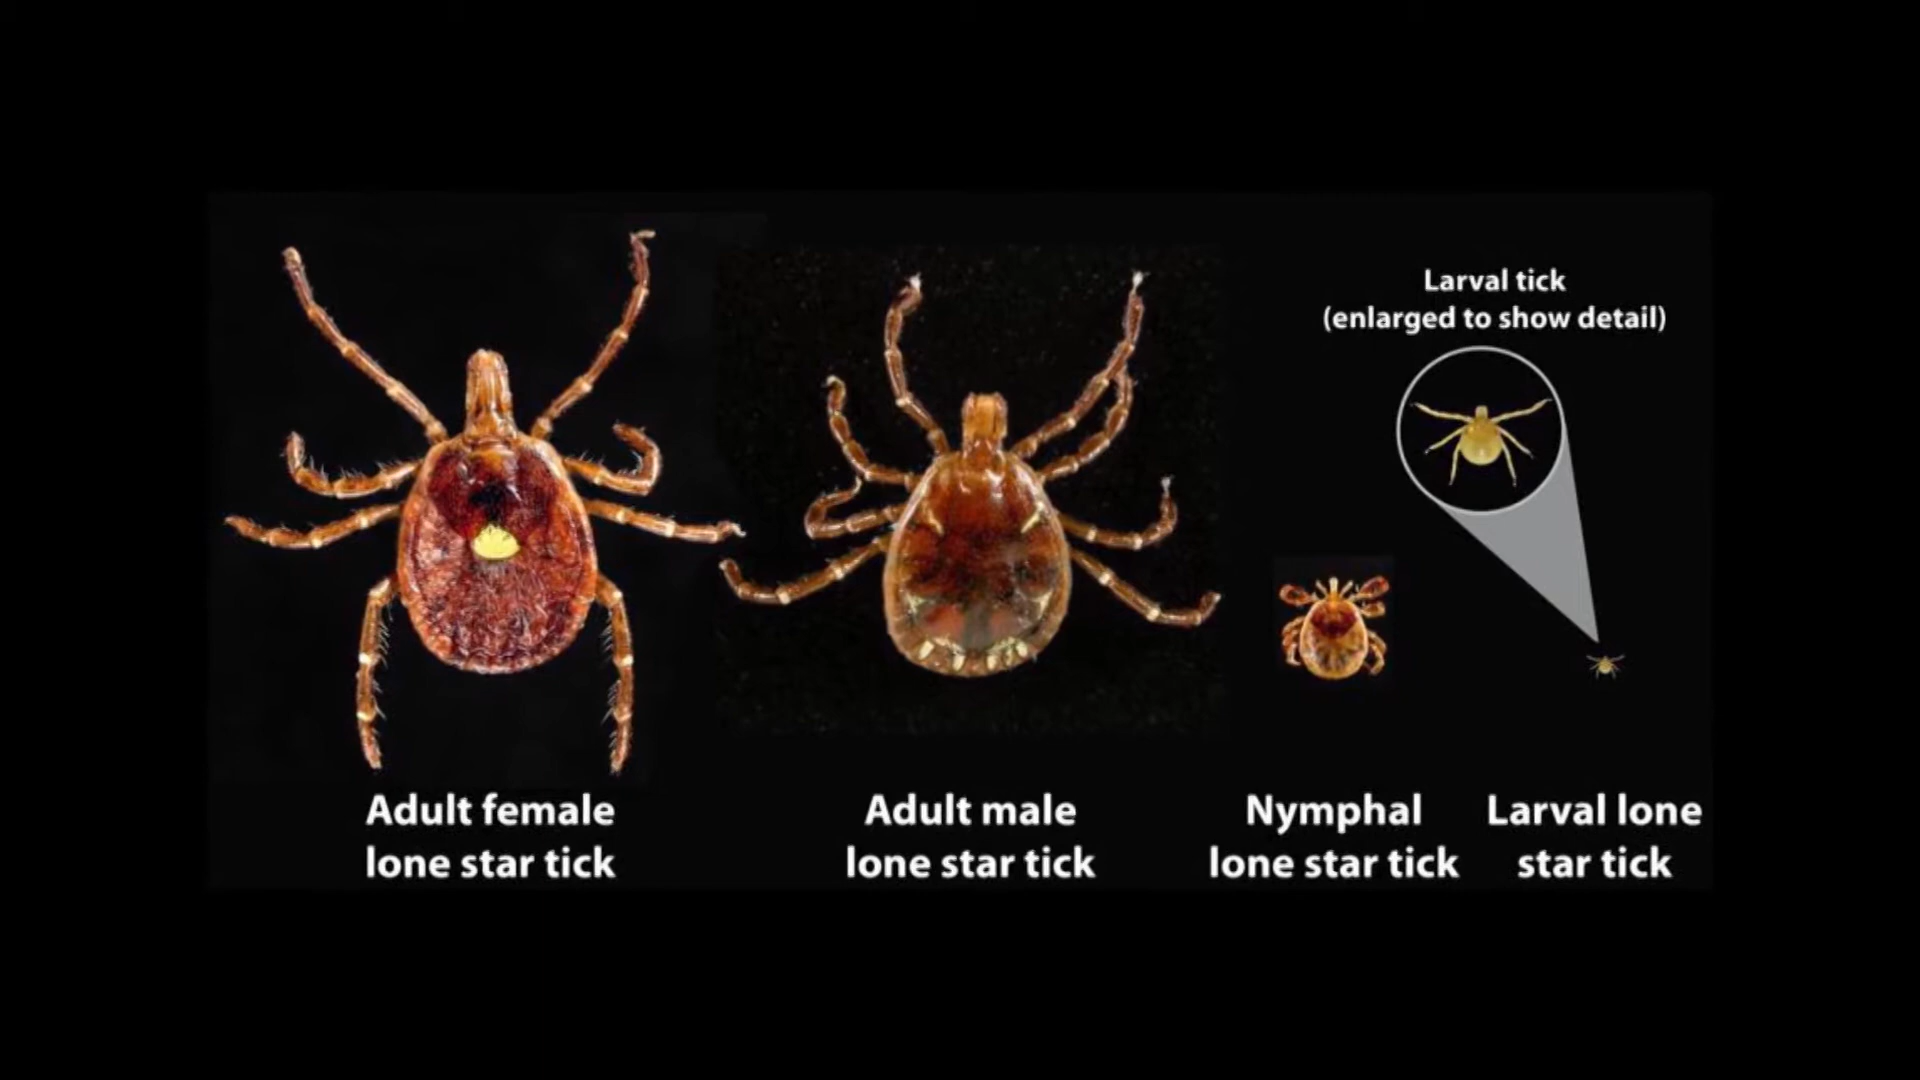 Larval tick
(enlarged to show detail)
Adult female
lone star tick
Adult male
lone star tick
Nymphal
lone star tick
Larval lone
star tick